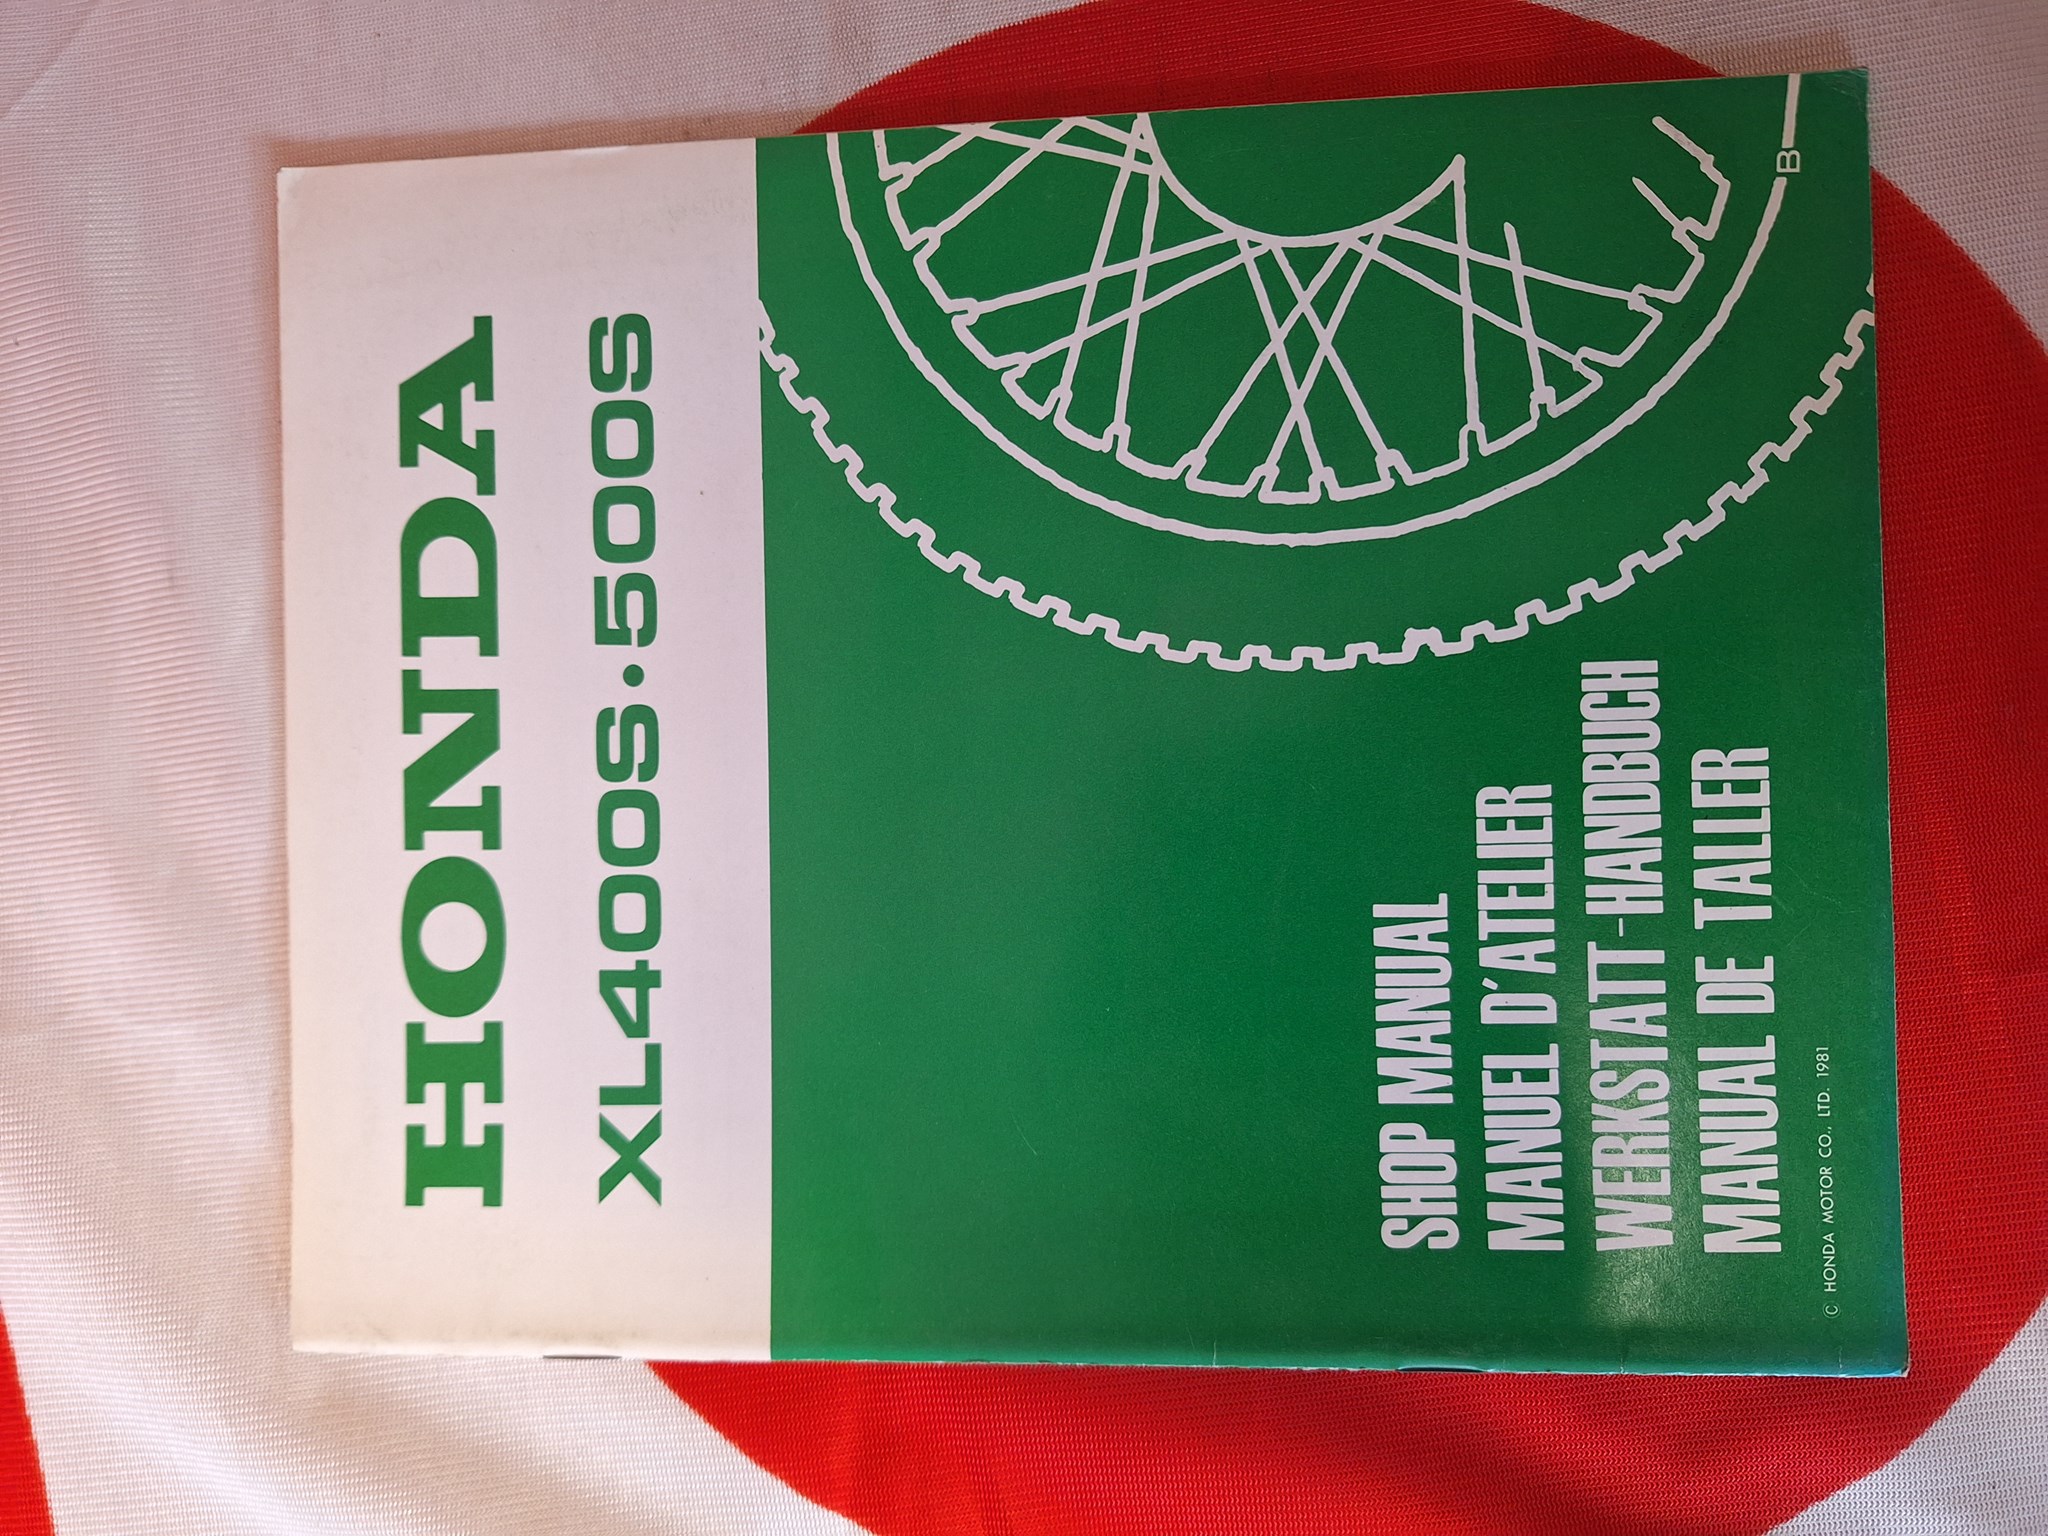 HONDA
XL400S·500S
B
SHOP MANUAL
MANUEL D'ATELIER
WERKSTATT-HANDBUCH
MANUAL DE TALLER
© HONDA MOTOR CO., LTD. 1981